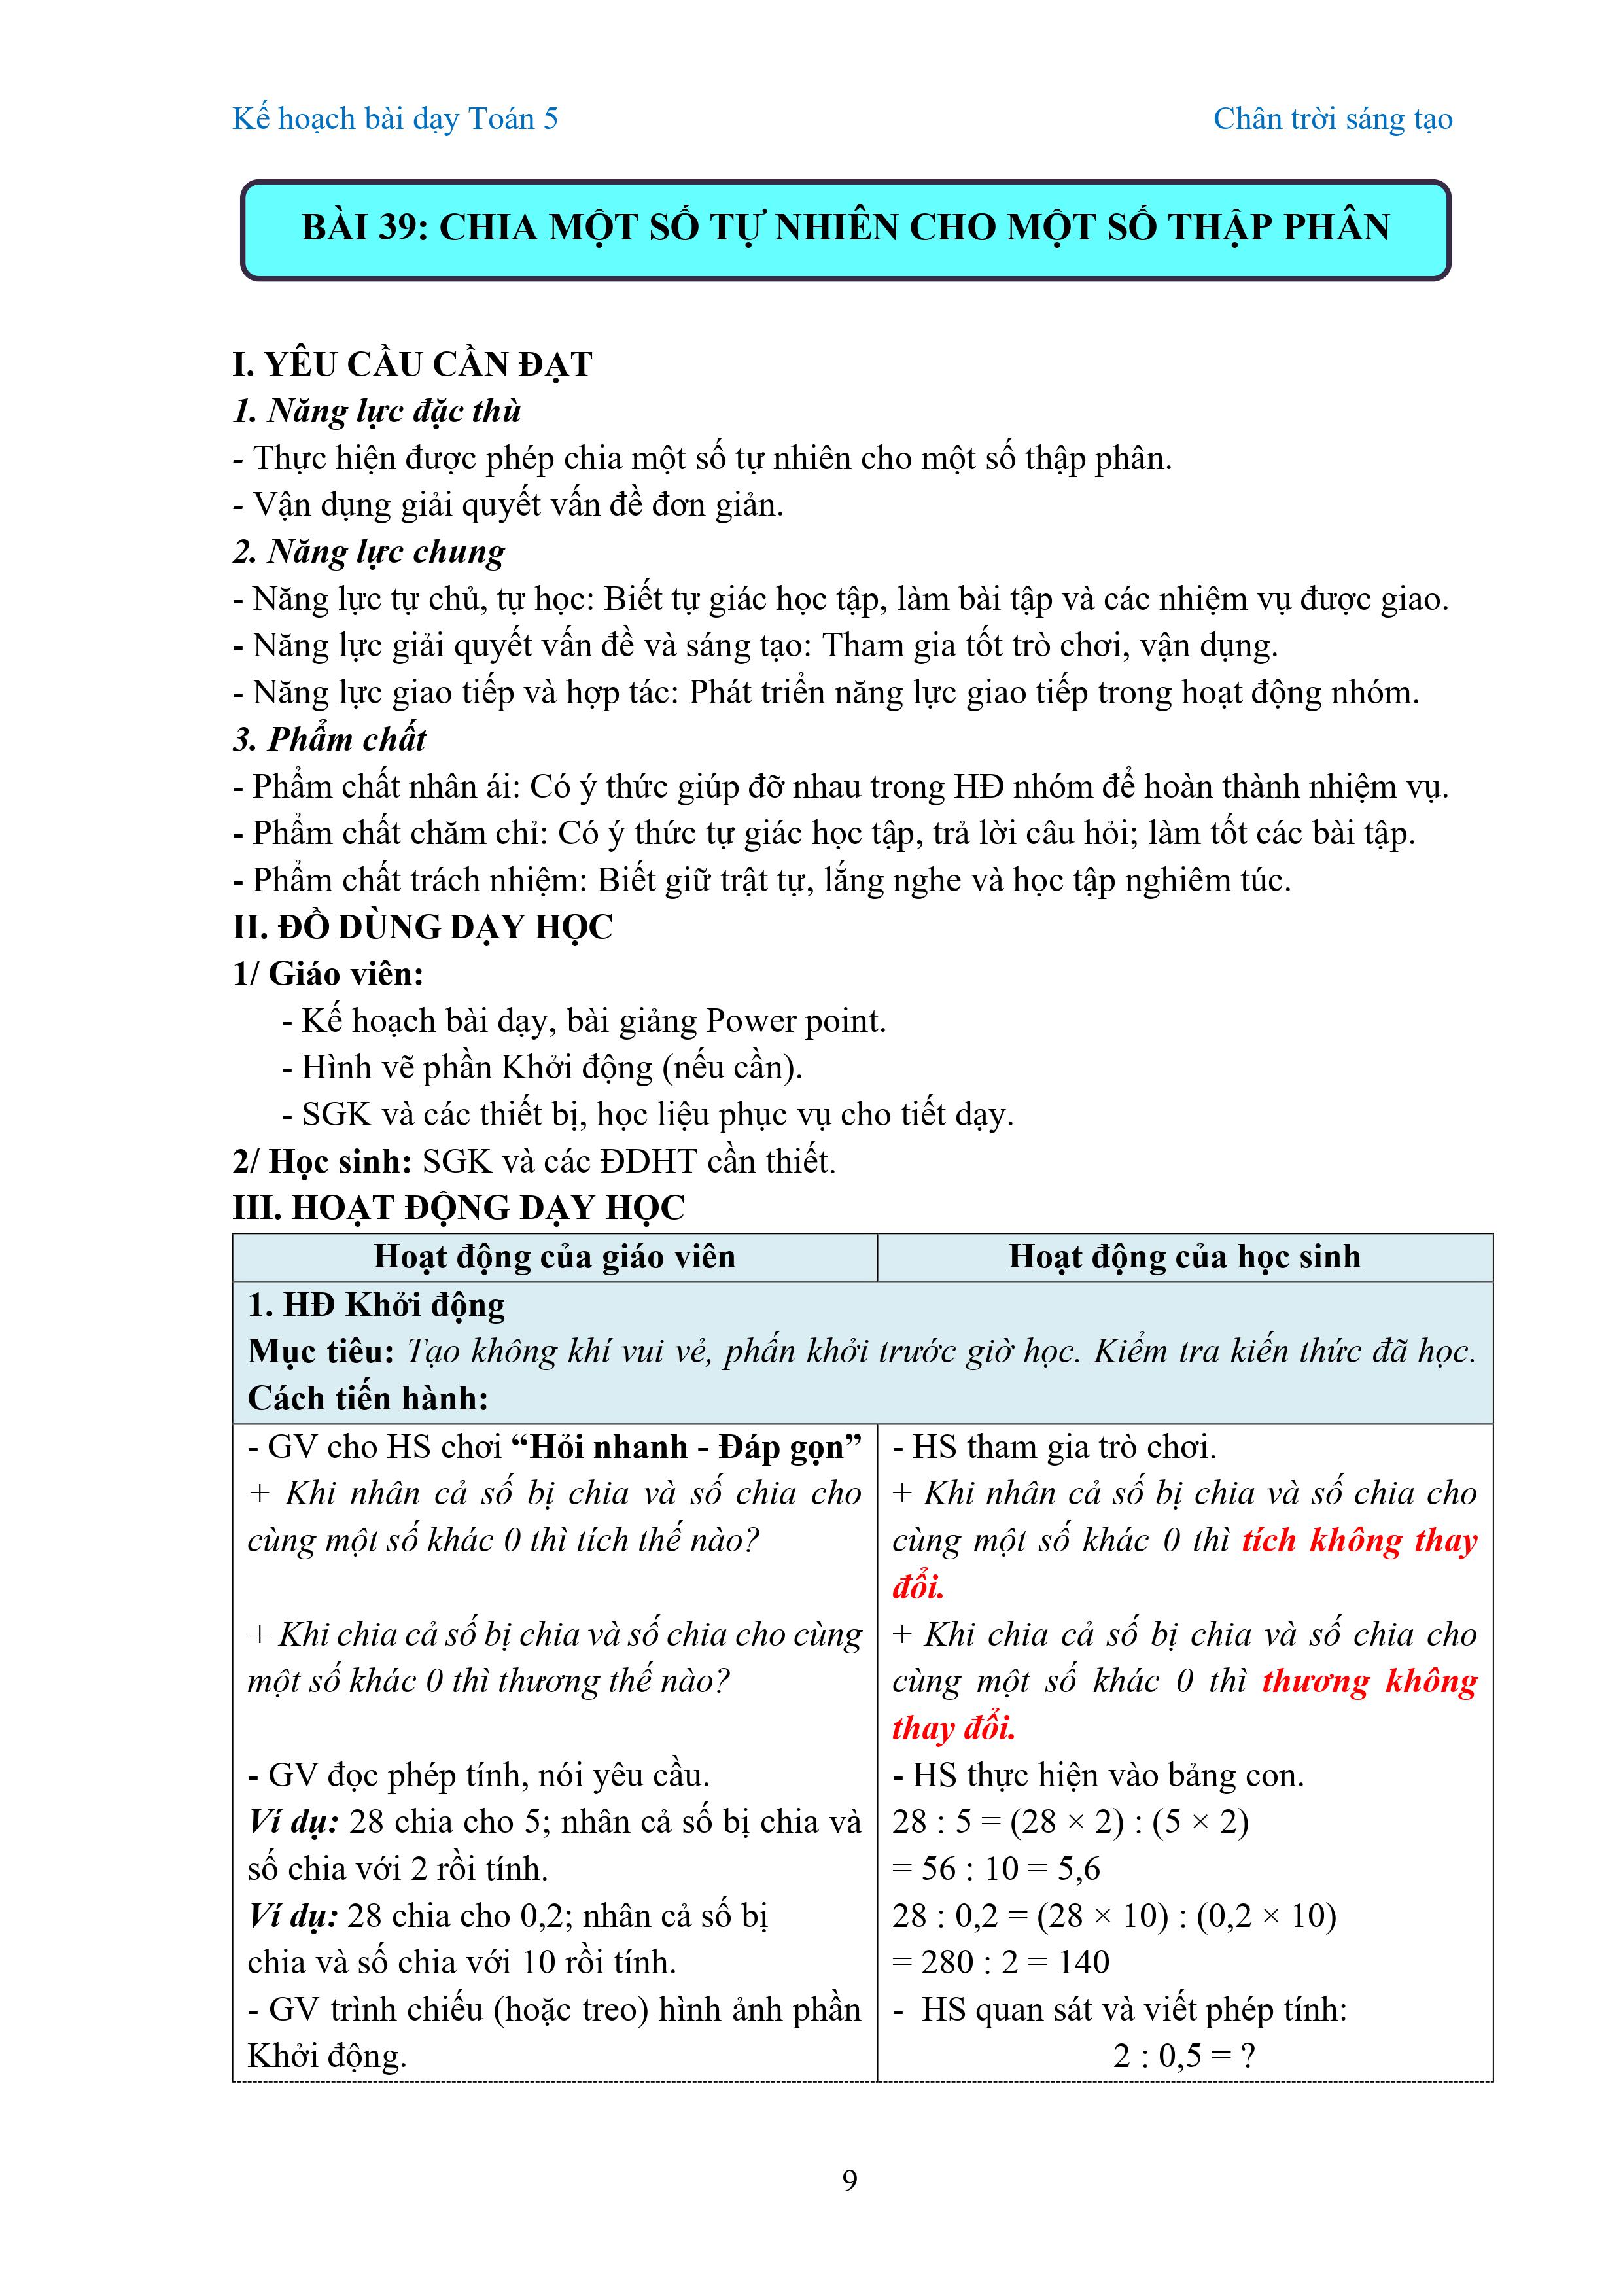 Kế hoạch bài dạy Toán 5
Chân trời sáng tạo
BÀI 39: CHIA MỘT SỐ TỰ NHIÊN CHO MỘT SỐ THẬP PHÂN
I. YÊU CẦU CẦN ĐẠT
1. Năng lực đặc thù
- Thực hiện được phép chia một số tự nhiên cho một số thập phân.
- Vận dụng giải quyết vấn đề đơn giản.
2. Năng lực chung
- Năng lực tự chủ, tự học: Biết tự giác học tập, làm bài tập và các nhiệm vụ được giao.
- Năng lực giải quyết vấn đề và sáng tạo: Tham gia tốt trò chơi, vận dụng.
- Năng lực giao tiếp và hợp tác: Phát triển năng lực giao tiếp trong hoạt động nhóm.
3. Phẩm chất
- Phẩm chất nhân ái: Có ý thức giúp đỡ nhau trong HĐ nhóm để hoàn thành nhiệm vụ.
- Phẩm chất chăm chỉ: Có ý thức tự giác học tập, trả lời câu hỏi; làm tốt các bài tập.
- Phẩm chất trách nhiệm: Biết giữ trật tự, lắng nghe và học tập nghiêm túc.
II. ĐỒ DÙNG DẠY HỌC
1/ Giáo viên:
- Kế hoạch bài dạy, bài giảng Power point.
- Hình vẽ phần Khởi động (nếu cần).
- SGK và các thiết bị, học liệu phục vụ cho tiết dạy.
2/ Học sinh: SGK và các ĐDHT cần thiết.
III. HOẠT ĐỘNG DẠY HỌC
Hoạt động của giáo viên
Hoạt động của học sinh
1. HĐ Khởi động
Mục tiêu: Tạo không khí vui vẻ, phấn khởi trước giờ học. Kiểm tra kiến thức đã học.
Cách tiến hành:
- GV cho HS chơi “Hỏi nhanh - Đáp gọn”
+ Khi nhân cả số bị chia và số chia cho
cùng một số khác 0 thì tích thế nào?
+ Khi chia cả số bị chia và số chia cho cùng
một số khác 0 thì thương thế nào?
- GV đọc phép tính, nói yêu cầu.
Ví dụ: 28 chia cho 5; nhân cả số bị chia và
số chia với 2 rồi tính.
Ví dụ: 28 chia cho 0,2; nhân cả số bị
chia và số chia với 10 rồi tính.
- GV trình chiếu (hoặc treo) hình ảnh phần
Khởi động.
- HS tham gia trò chơi.
+ Khi nhân cả số bị chia và số chia cho
cùng một số khác 0 thì tích không thay
đổi.
+ Khi chia cả số bị chia và số chia cho
cùng một số khác 0 thì thương không
thay đổi.
- HS thực hiện vào bảng con.
28 : 5 = (28 × 2) : (5 × 2)
= 56 : 10 = 5,6
28 : 0,2 = (28 × 10) : (0,2 × 10)
= 280 : 2 = 140
- HS quan sát và viết phép tính:
2 : 0,5 = ?
9